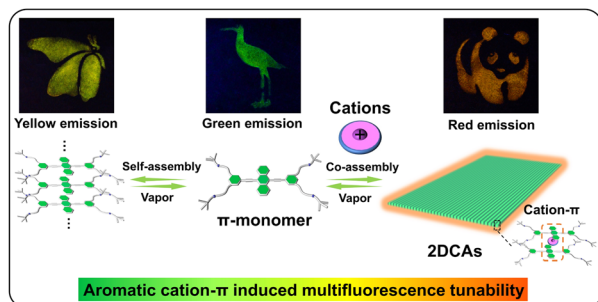 Yellow emission
Green emission
Cations
Red emission
Self-assembly
Vapor
π-monomer
Co-assembly
Vapor
Cation-π
2DCAs
Aromatic cation-π induced multifluorescence tunability